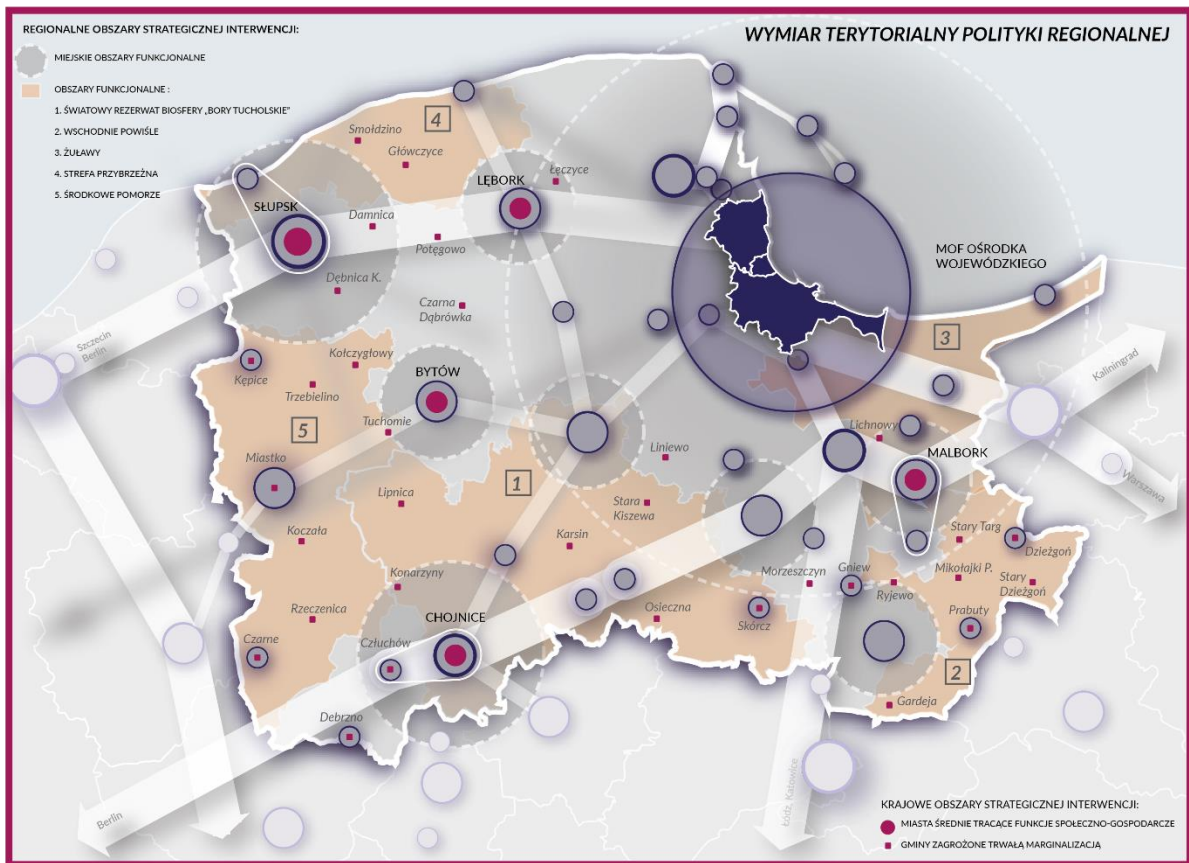 WYMIAR TERYTORIALNY POLITYKI REGIONALNEJ
REGIONALNE OBSZARY STRATEGICZNEJ INTERWENCJI:
MIEJSKIE OBSZARY FUNKCJONALNE
OBSZARY FUNKCJONALNE :
1. ŚWIATOWY REZERWAT BIOSFERY „BORY TUCHOLSKIE"
2. WSCHODNIE POWIŚLE
3. ŻUŁAWY
4. STREFA PRZYBRZEŻNA
5. ŚRODKOWE POMORZE
4
Smołdzino
Główczyce
Łęczyce
LĘBORK
SŁUPSK
Damnica
Potęgowo
MOF OŚRODKA
WOJEWÓDZKIEGO
Dębnica K.
Czarna
Dąbrówka
Szczecin
Berlin
3
Kaliningrad
Kołczygłowy
Kępice
Trzebielino
BYTÓW
5
Tuchomie
Lichnowy
Liniewo
MALBORK
Warszawa
Miastko
1
Lipnica
Stara
Kiszewa
Koczała
Karsin
Stary Targ
Dzieżgoń
Konarzyny
Morzeszczyn
Gniew
Mikołajki P.
Ryjewo
Stary
Dzieżgoń
Rzeczenica
CHOJNICE
Osieczna
Skórcz
Prabuty
Czarne
Człuchów
2
Gardeja
Debrzno
Łódz, Katowice
Berlin
KRAJOWE OBSZARY STRATEGICZNEJ INTERWENCJI:
MIASTA ŚREDNIE TRACĄCE FUNKCJE SPOŁECZNO-GOSPODARCZE
GMINY ZAGROŻONE TRWAŁĄ MARGINALIZACJĄ